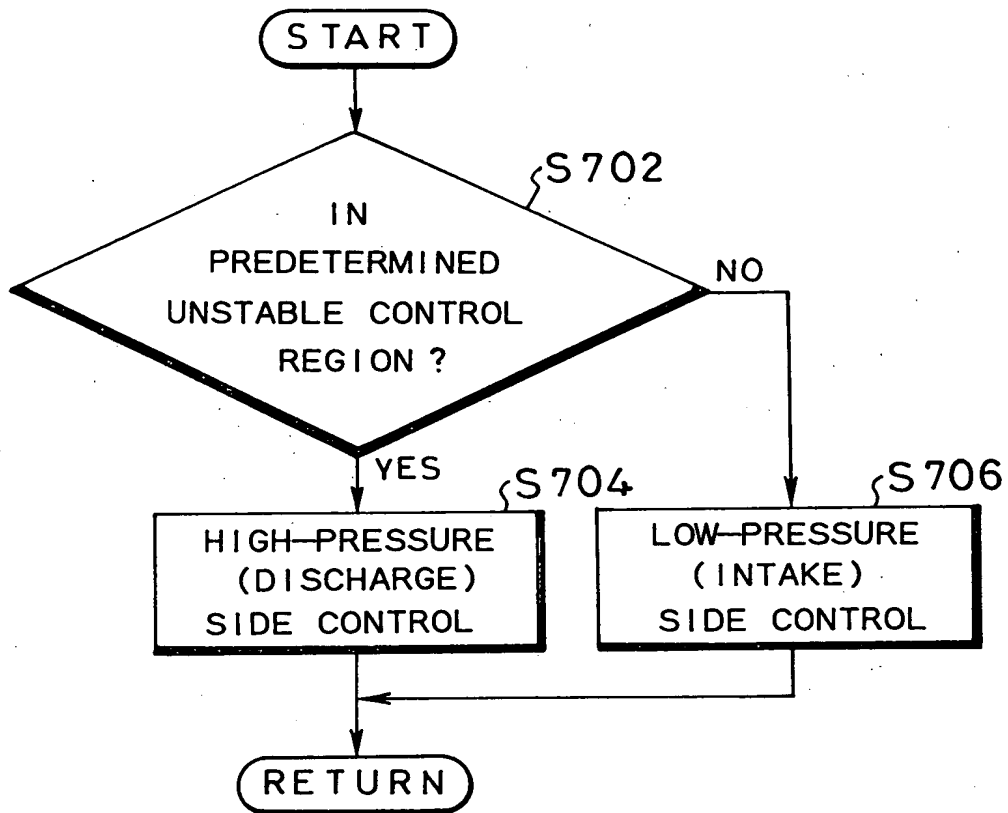 START
S702
IN
PREDETERMINED
UNSTABLE CONTROL
REGION?
NO
YES
S704
HIGH-PRESSURE
(DISCHARGE)
SIDE CONTROL
S706
LOW-PRESSURE
(INTAKE)
SIDE CONTROL
RETURN